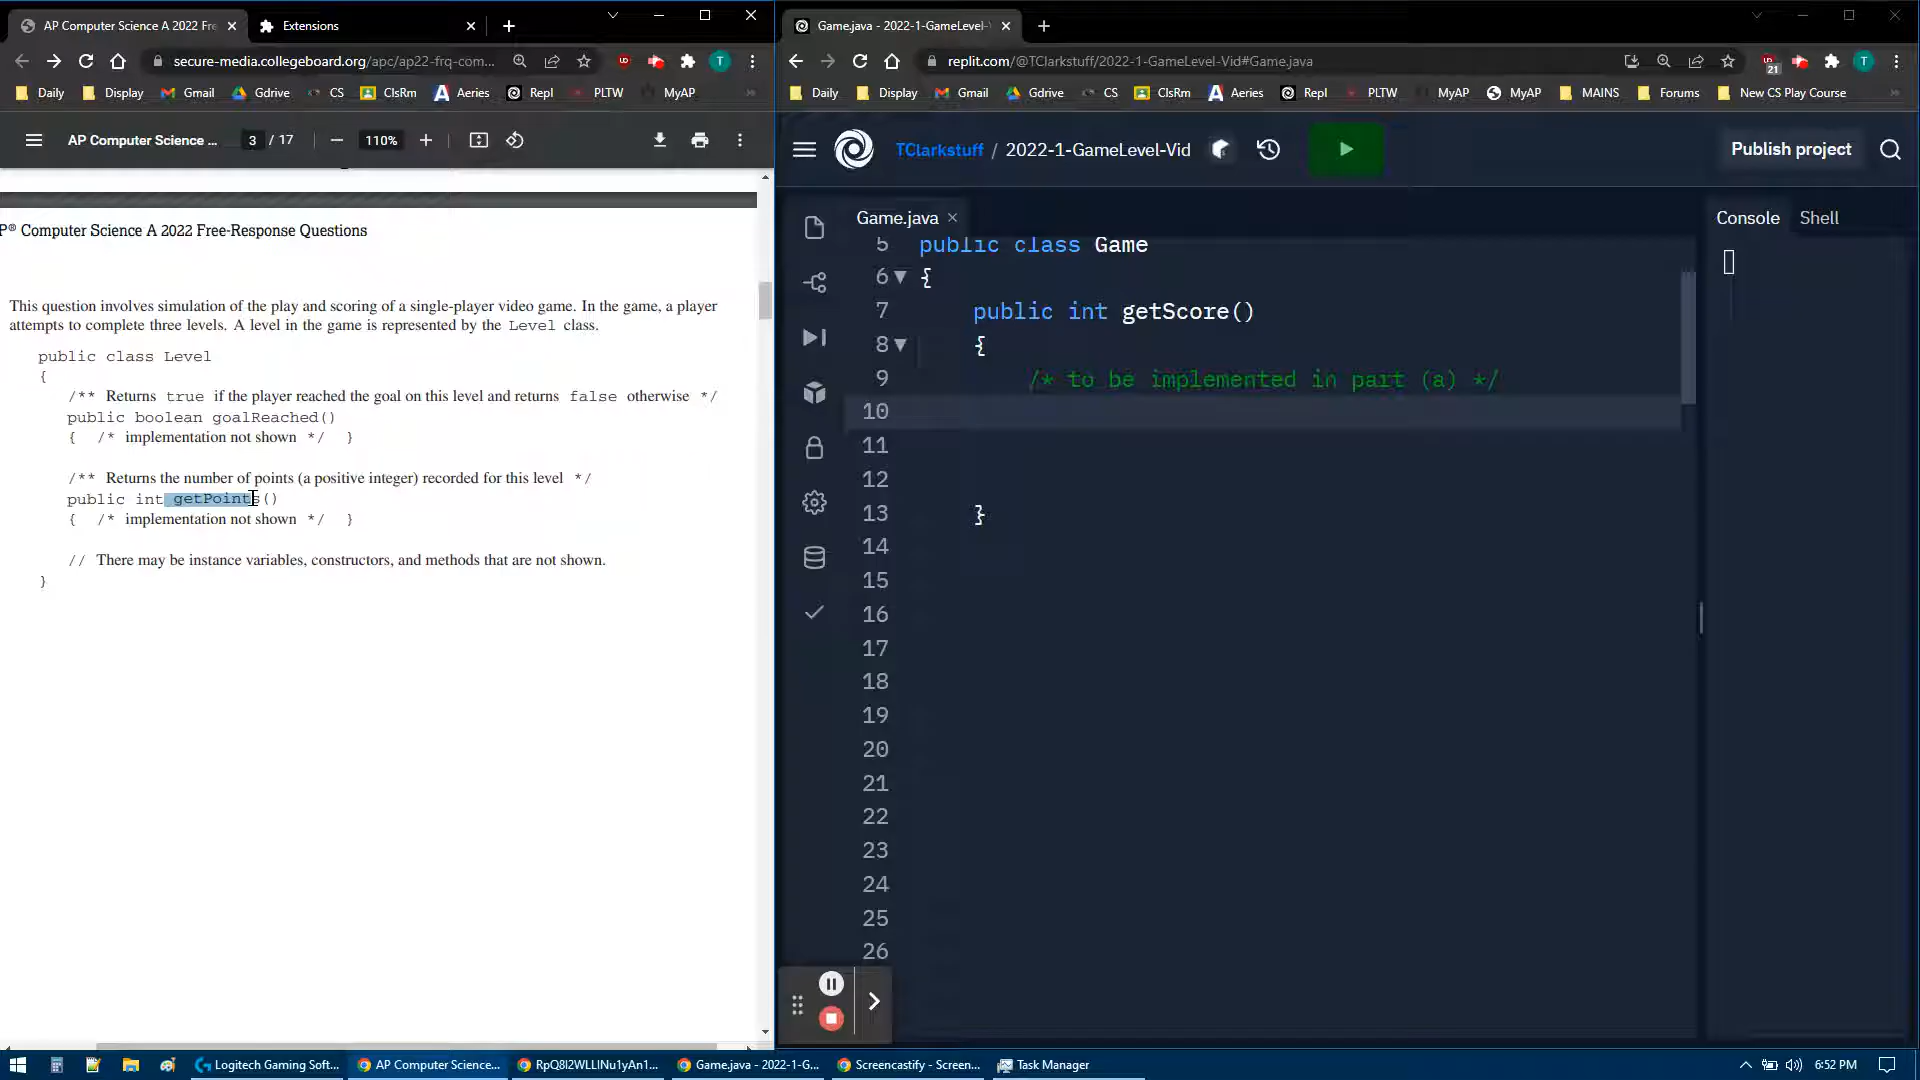 AP Computer Science A 2022 Fre
Extensions
secure-media.collegeboard.org/apc/ap22-frq-com...
Daily
Display
Gmail
Gdrive
CS
ClsRm
Aeries
Repl
PLTW
MyAP
AP Computer Science ...
3 / 17
110%
P® Computer Science A 2022 Free-Response Questions
This question involves simulation of the play and scoring of a single-player video game. In the game, a player
attempts to complete three levels. A level in the game is represented by the Level class.
public class Level
{
/** Returns true if the player reached the goal on this level and returns false otherwise */
public boolean goalReached()
{ /* implementation not shown */ }
/** Returns the number of points (a positive integer) recorded for this level */
public int getPoints()
{ /* implementation not shown */ }
// There may be instance variables, constructors, and methods that are not shown.
}
Game.java - 2022-1-GameLevel-
replit.com/@TClarkstuff/2022-1-GameLevel-Vid#Game.java
21
Daily
Display
Gmail
Gdrive
CS
ClsRm
Aeries
Repl
PLTW
MyAP
MyAP
MAINS
Forums
New CS Play Course
TClarkstuff / 2022-1-GameLevel-Vid
Publish project
Game.java
Console
Shell
5 public class Game
6 {
7 public int getScore()
8 {
9 /* to be implemented in part (a) */
10
11
12
13 }
14
15
16
17
18
19
20
21
22
23
24
25
26
Logitech Gaming Soft...
AP Computer Science...
RpQ8I2WLLINu1yAn1...
Game.java - 2022-1-G...
Screencastify - Screen...
Task Manager
6:52 PM